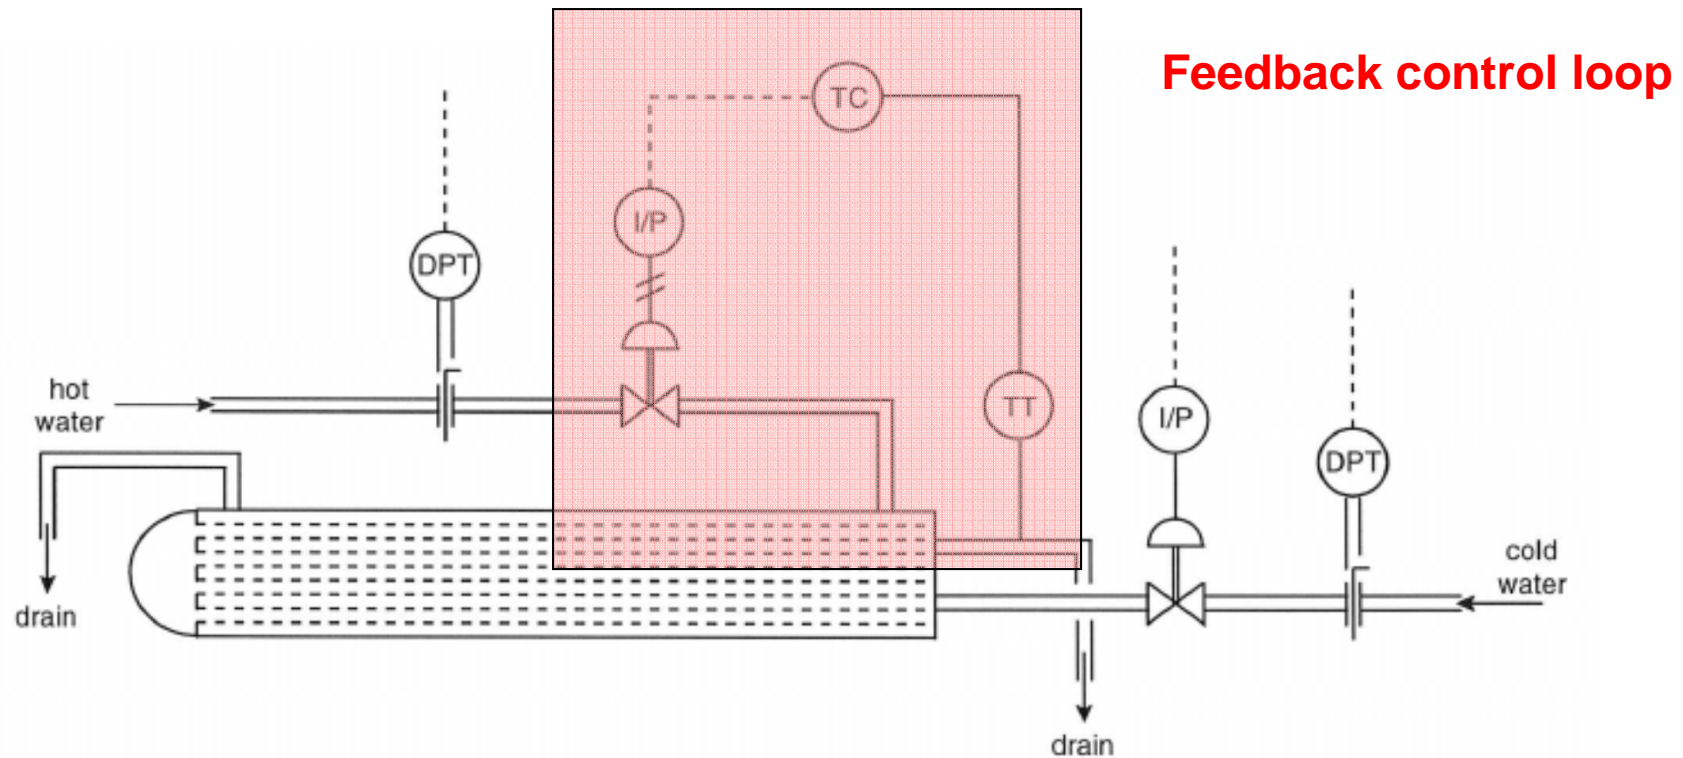 Feedback control loop
TC
I/P
DPT
hot
water
TT
I/P
DPT
cold
water
drain
drain